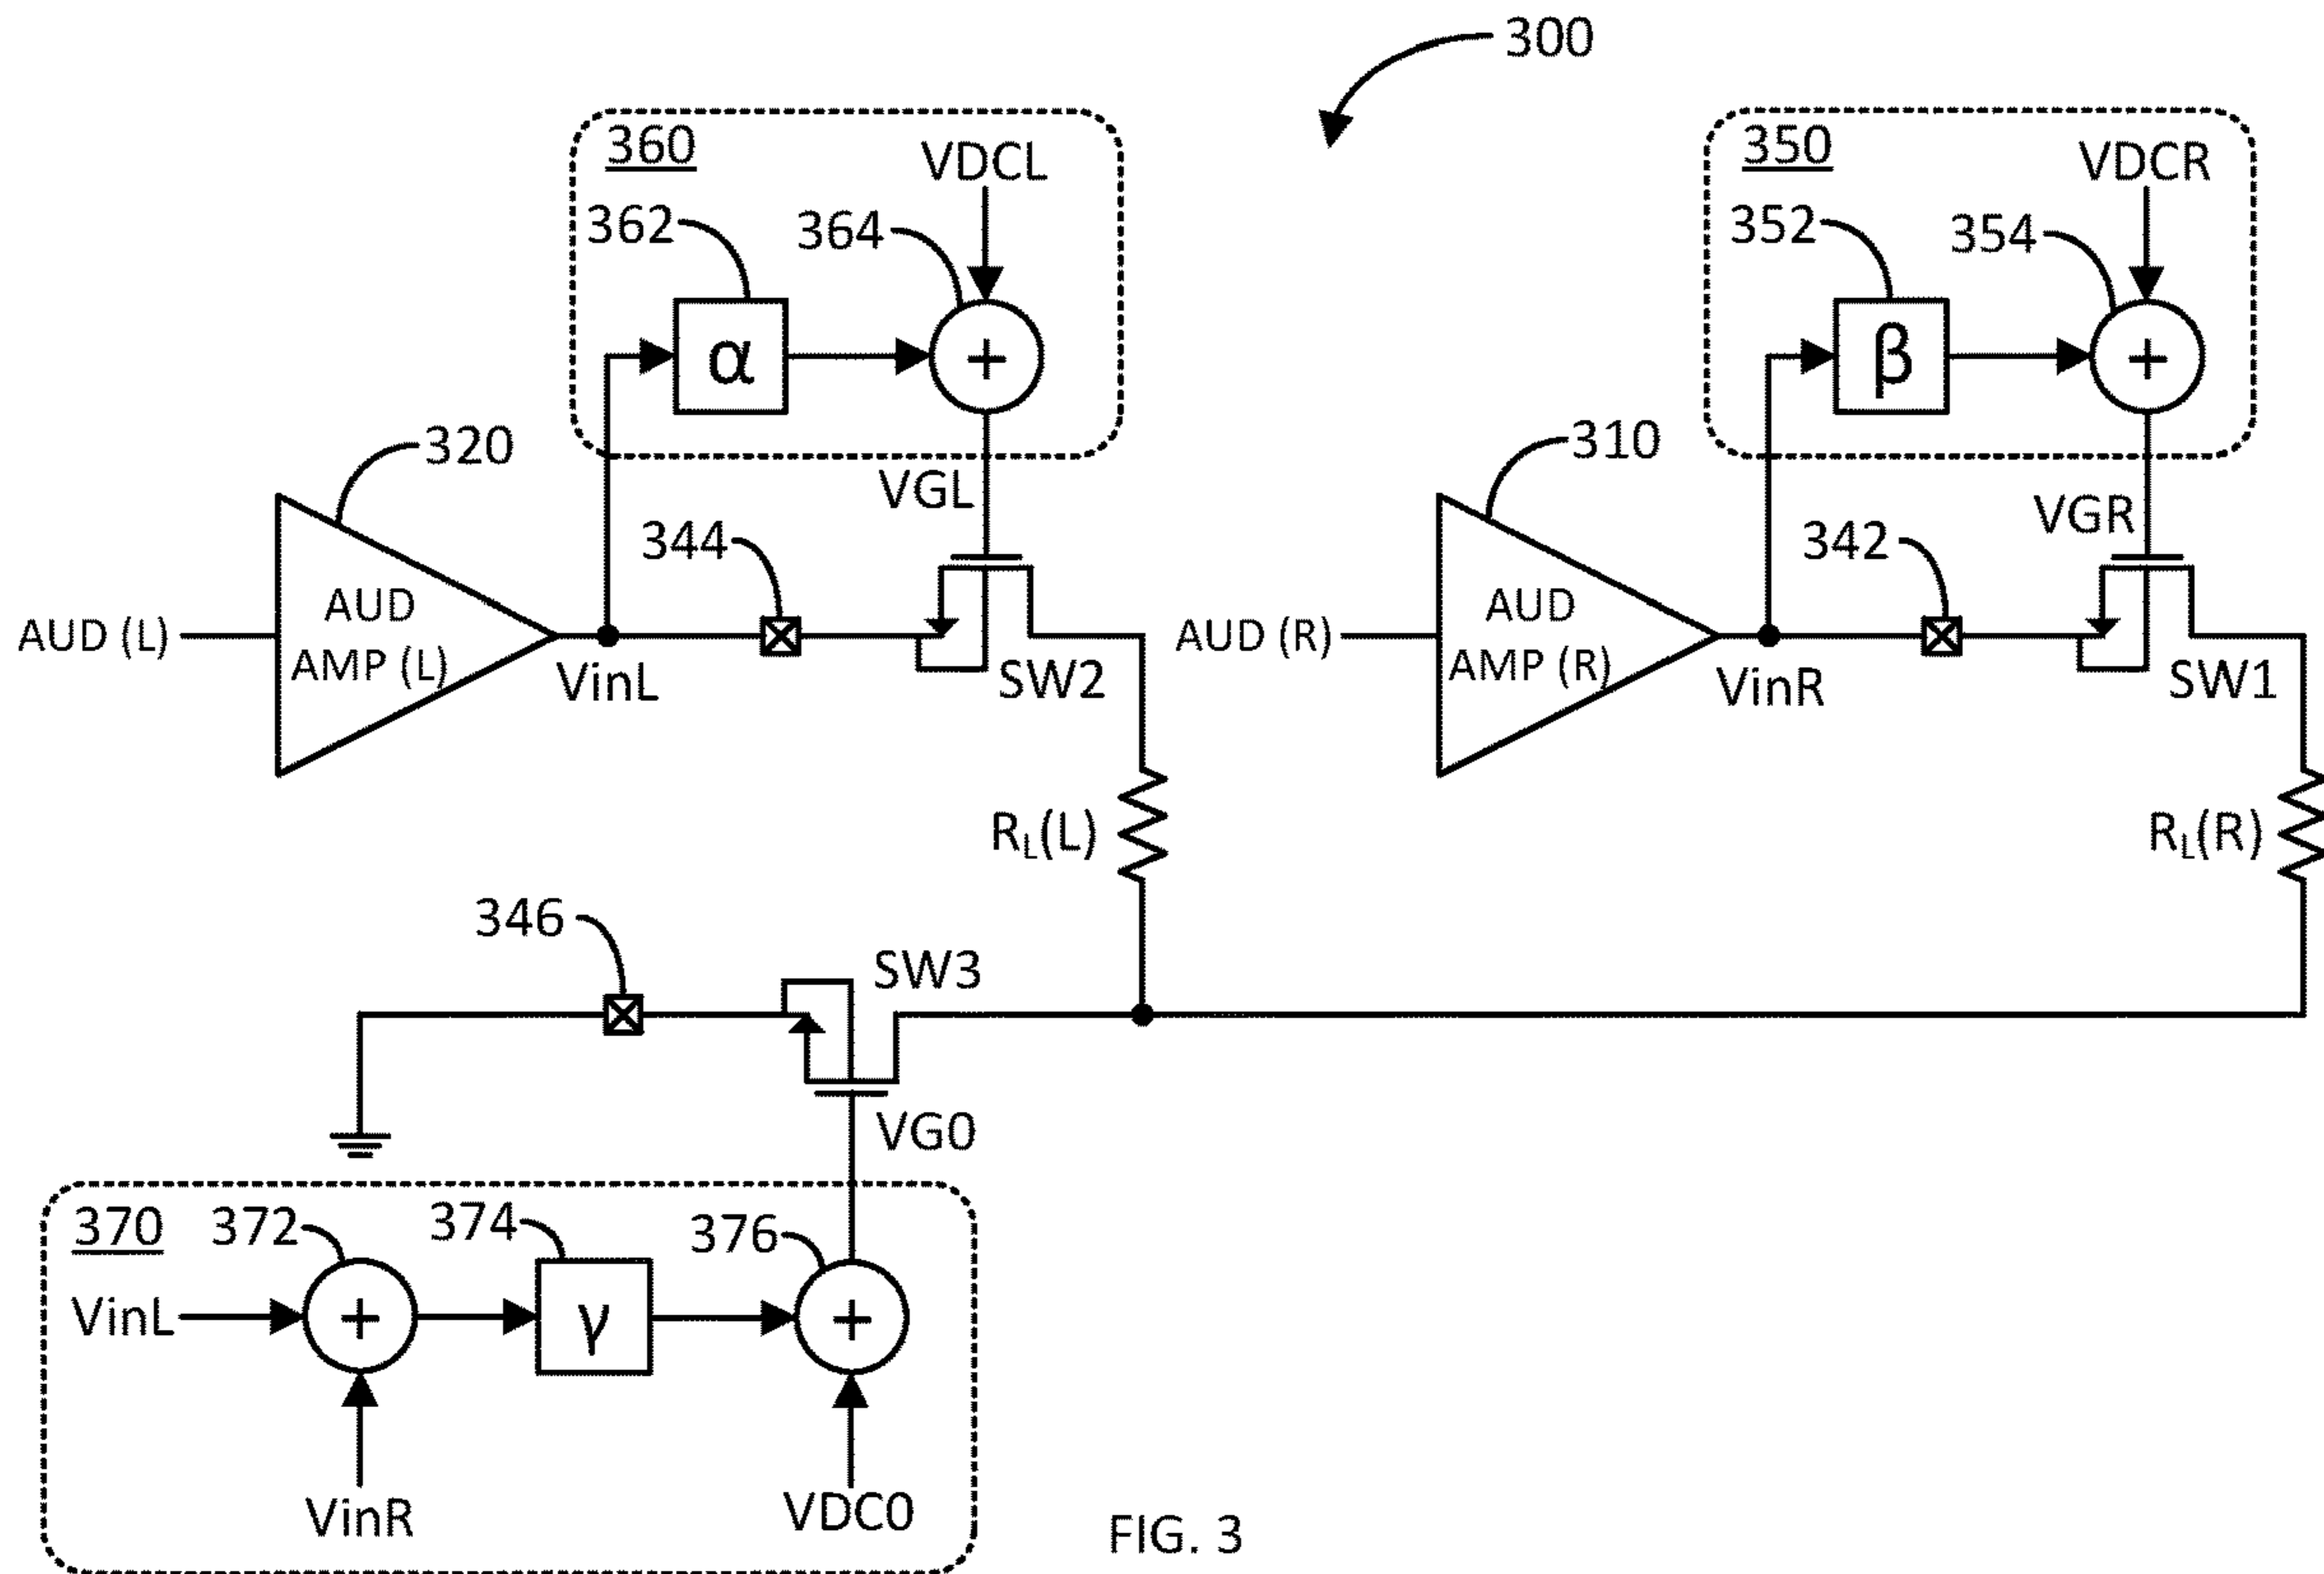 300
360
VDCL
362
364
α
+
VGL
320
344
AUD (L)
AUD
AMP (L)
VinL
SW2
RL(L)
350
VDCR
352
354
β
+
VGR
310
342
AUD (R)
AUD
AMP (R)
VinR
SW1
RL(R)
346
SW3
VG0
370
372
374
376
VinL
+
γ
+
VinR
VDC0
FIG. 3